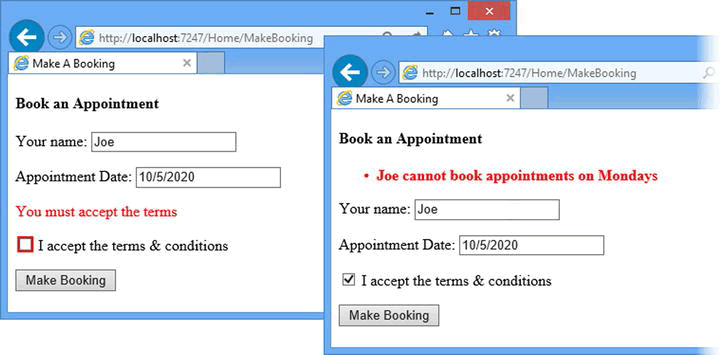 http://localhost:7247/Home/MakeBooking
Make A Booking
Book an Appointment
Your name: Joe
Appointment Date: 10/5/2020
You must accept the terms
I accept the terms & conditions
Make Booking
http://localhost:7247/Home/MakeBooking
Make A Booking
Book an Appointment
• Joe cannot book appointments on Mondays
Your name: Joe
Appointment Date: 10/5/2020
I accept the terms & conditions
Make Booking